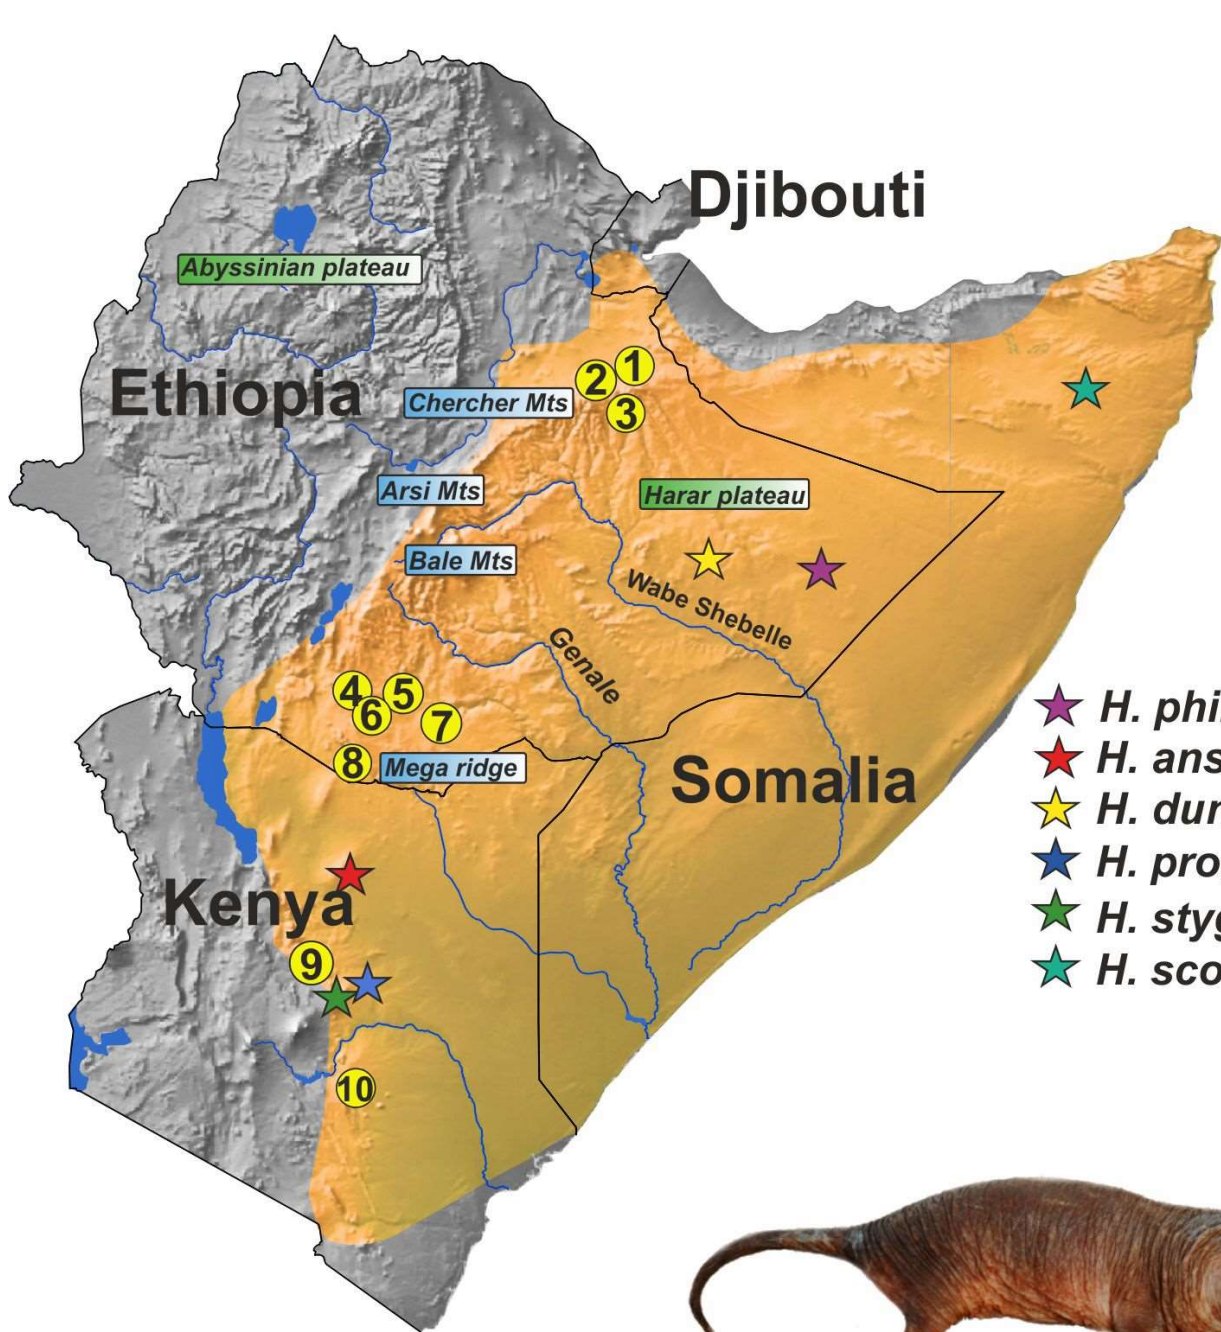 Djibouti
Abyssinian plateau
Ethiopia
1
2
3
Chercher Mts
Arsi Mts
Harar plateau
Bale Mts
Wabe Shebelle
Genale
4
5
6
7
8
Mega ridge
Somalia
Kenya
9
10
H. phi
H. ans
H. dur
H. pro
H. styg
H. sco